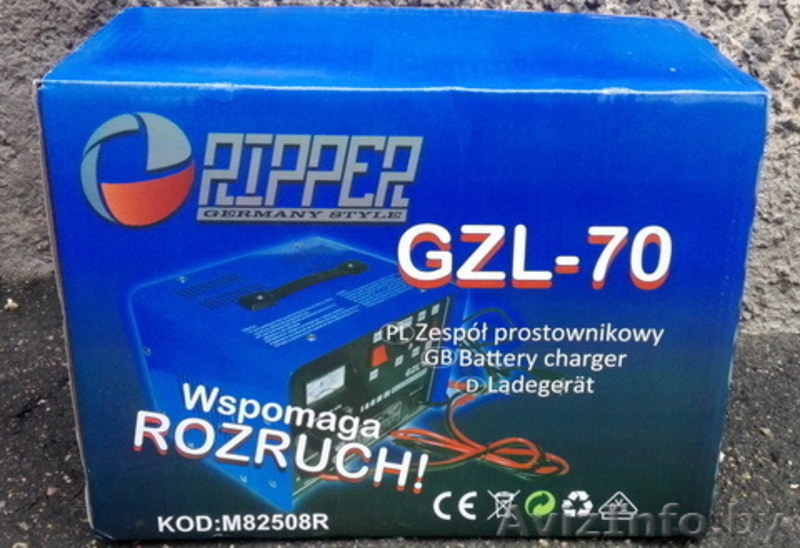 RIPPER
GERMANY STYLE
GZL-70
PL Zespół prostownikowy
GB Battery charger
D Ladegerät
GZL
Wspomaga
ROZRUCH!
KOD:M82508R
CE
AvizInfo.by